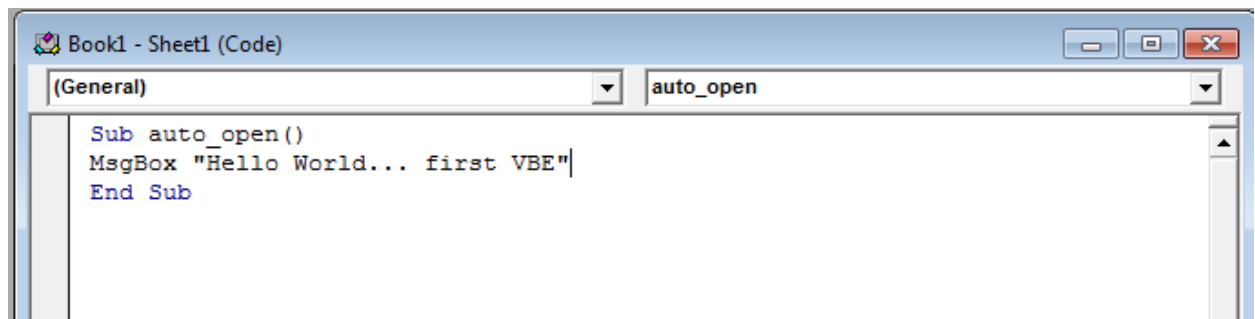 Book1 - Sheet1 (Code)
(General) auto_open
Sub auto_open()
MsgBox "Hello World... first VBE"
End Sub